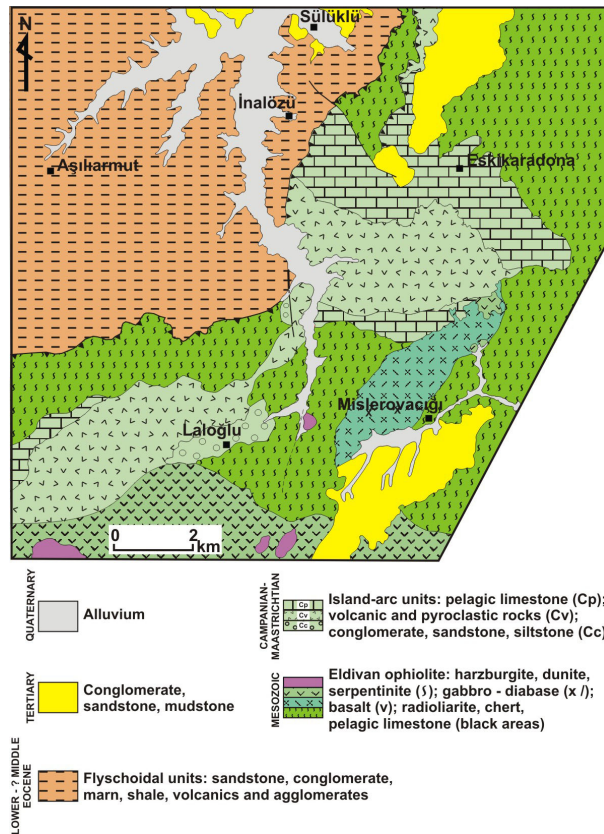 N
Sülüklü
İnalözü
Aşılıarmut
Eskikaradona
Mislerovacığı
Laloğlu
0 2
km
QUATERNARY
Alluvium
TERTIARY
Conglomerate,
sandstone, mudstone
LOWER - ? MIDDLE
EOCENE
Flyschoidal units: sandstone, conglomerate,
marn, shale, volcanics and agglomerates
CAMPANIAN-
MAASTRICHTIAN
Cp
Cv
Cc
Island-arc units: pelagic limestone (Cp);
volcanic and pyroclastic rocks (Cv);
conglomerate, sandstone, siltstone (Cc)
MESOZOIC
Eldivan ophiolite: harzburgite, dunite,
serpentinite (S); gabbro - diabase (x /);
basalt (v); radioliarite, chert,
pelagic limestone (black areas)